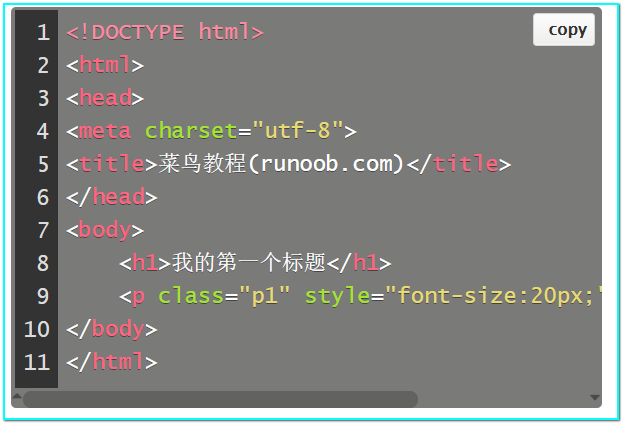 copy
1 <!DOCTYPE html>
2 <html>
3 <head>
4 <meta charset="utf-8">
5 <title>菜鸟教程(runoob.com)</title>
6 </head>
7 <body>
8 <h1>我的第一个标题</h1>
9 <p class="p1" style="font-size:20px;"
10 </body>
11 </html>